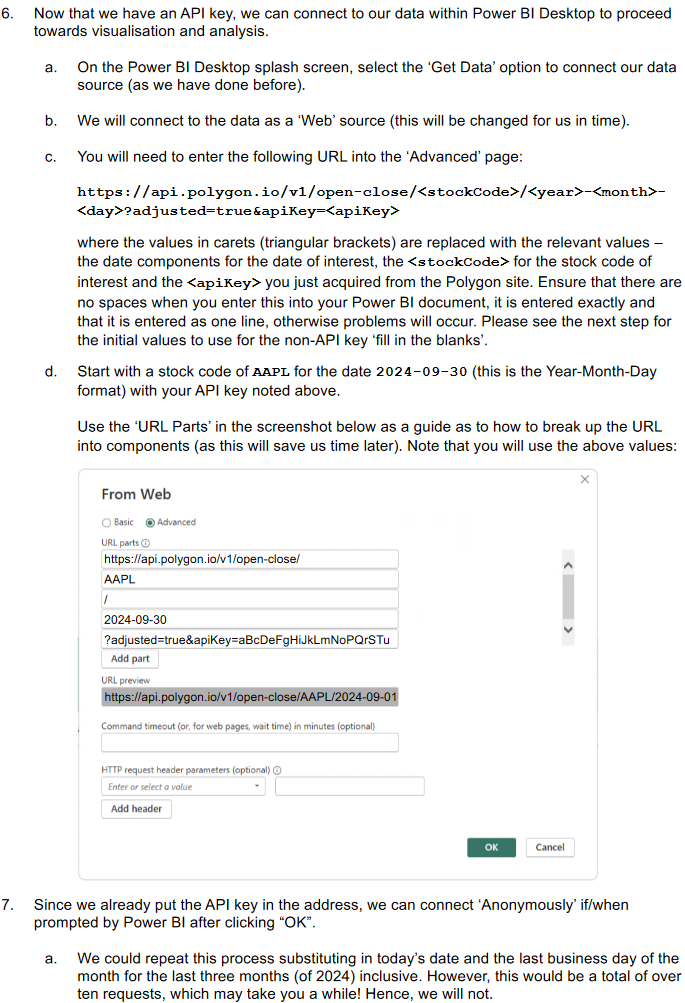 6. Now that we have an API key, we can connect to our data within Power BI Desktop to proceed
towards visualisation and analysis.
a. On the Power BI Desktop splash screen, select the ‘Get Data’ option to connect our data
source (as we have done before).
b. We will connect to the data as a ‘Web’ source (this will be changed for us in time).
c. You will need to enter the following URL into the ‘Advanced’ page:
https://api.polygon.io/v1/open-close/<stockCode>/<year>-<month>-
<day>?adjusted=true&apiKey=<apiKey>
where the values in carets (triangular brackets) are replaced with the relevant values –
the date components for the date of interest, the <stockCode> for the stock code of
interest and the <apiKey> you just acquired from the Polygon site. Ensure that there are
no spaces when you enter this into your Power BI document, it is entered exactly and
that it is entered as one line, otherwise problems will occur. Please see the next step for
the initial values to use for the non-API key ‘fill in the blanks’.
d. Start with a stock code of AAPL for the date 2024-09-30 (this is the Year-Month-Day
format) with your API key noted above.
Use the ‘URL Parts’ in the screenshot below as a guide as to how to break up the URL
into components (as this will save us time later). Note that you will use the above values:
From Web
Basic Advanced
URL parts
https://api.polygon.io/v1/open-close/
AAPL
/
2024-09-30
?adjusted=true&apiKey=aBcDeFgHiJkLmNoPQrSTu
Add part
URL preview
https://api.polygon.io/v1/open-close/AAPL/2024-09-01
Command timeout (or, for web pages, wait time) in minutes (optional)
HTTP request header parameters (optional)
Enter or select a value
Add header
OK Cancel
7. Since we already put the API key in the address, we can connect ‘Anonymously’ if/when
prompted by Power BI after clicking “OK”.
a. We could repeat this process substituting in today’s date and the last business day of the
month for the last three months (of 2024) inclusive. However, this would be a total of over
ten requests, which may take you a while! Hence, we will not.